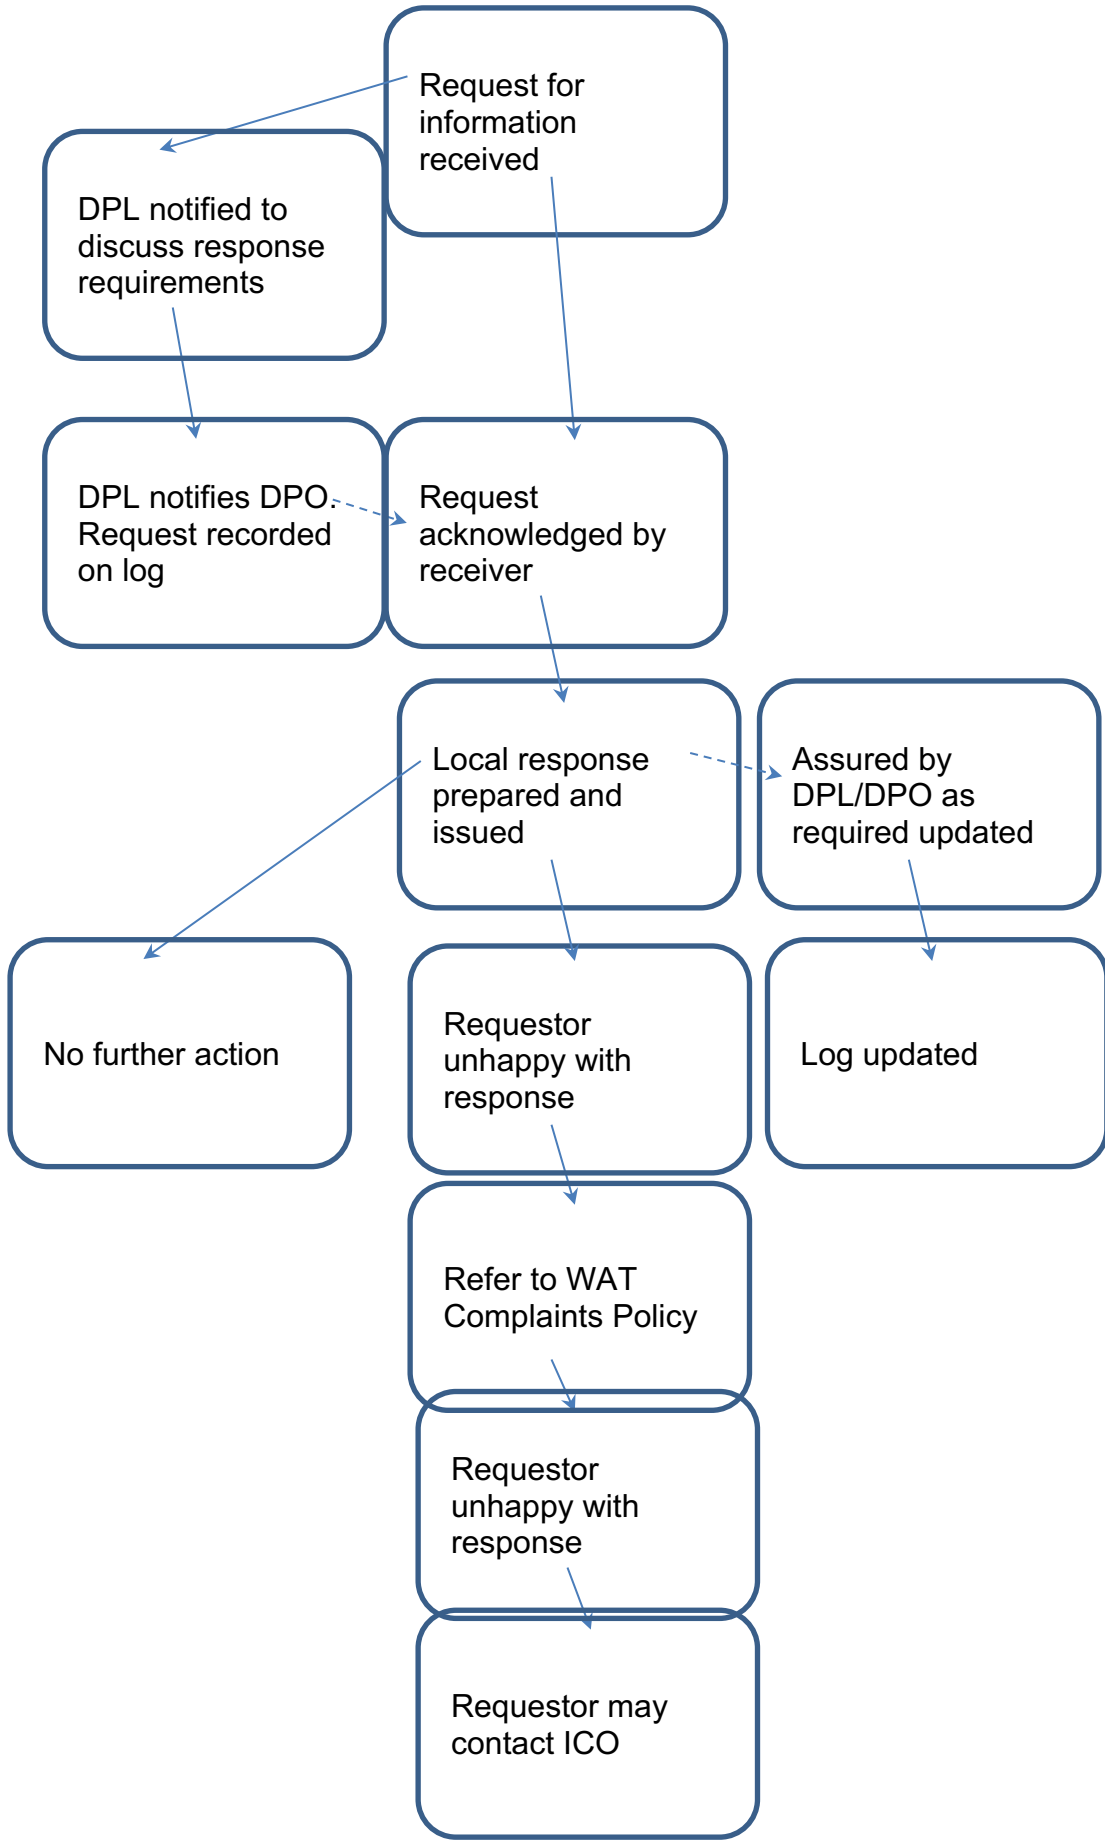 Request for
information
received
DPL notified to
discuss response
requirements
DPL notifies DPO.
Request recorded
on log
Request
acknowledged by
receiver
Local response
prepared and
issued
Assured by
DPL/DPO as
required updated
No further action
Requestor
unhappy with
response
Log updated
Refer to WAT
Complaints Policy
Requestor
unhappy with
response
Requestor may
contact ICO